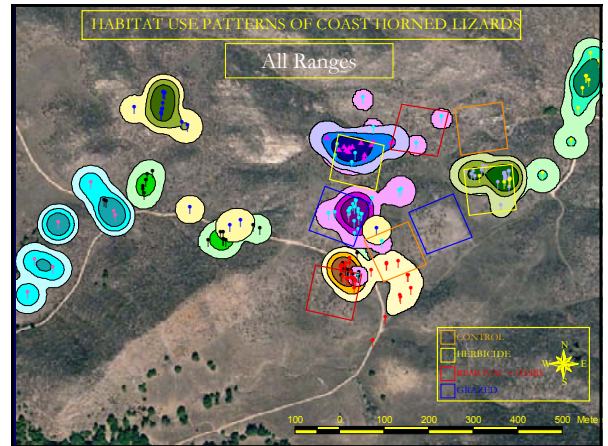 HABITAT USE PATTERNS OF COAST HORNED LIZARDS
All Ranges
CONTROL
HERBICIDE
GRAZED
N
W E
S
100 0 100 200 300 400 500 Mete